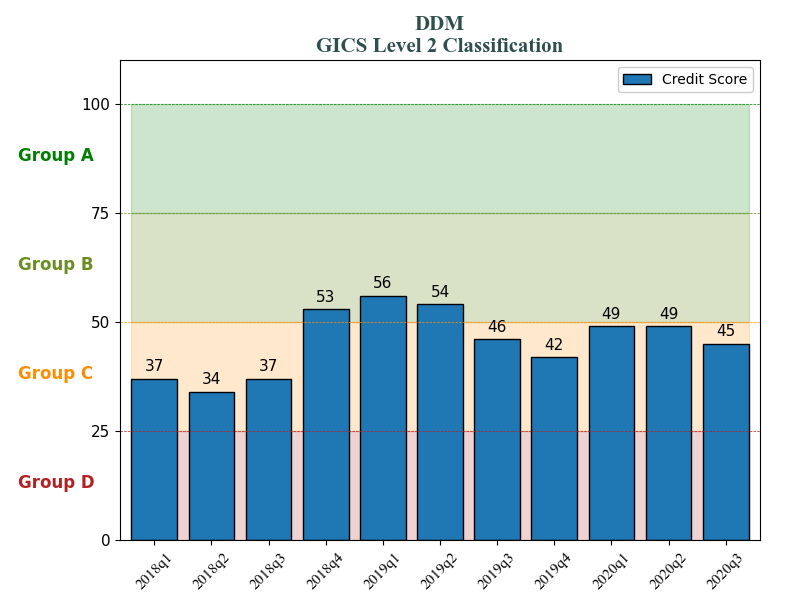 DDM
GICS Level 2 Classification
Credit Score
100
Group A
75
Group B
56
54
53
50
49
49
46
45
42
Group C
37
34
37
25
Group D
0
2018q1
2018q2
2018q3
2018q4
2019q1
2019q2
2019q3
2019q4
2020q1
2020q2
2020q3